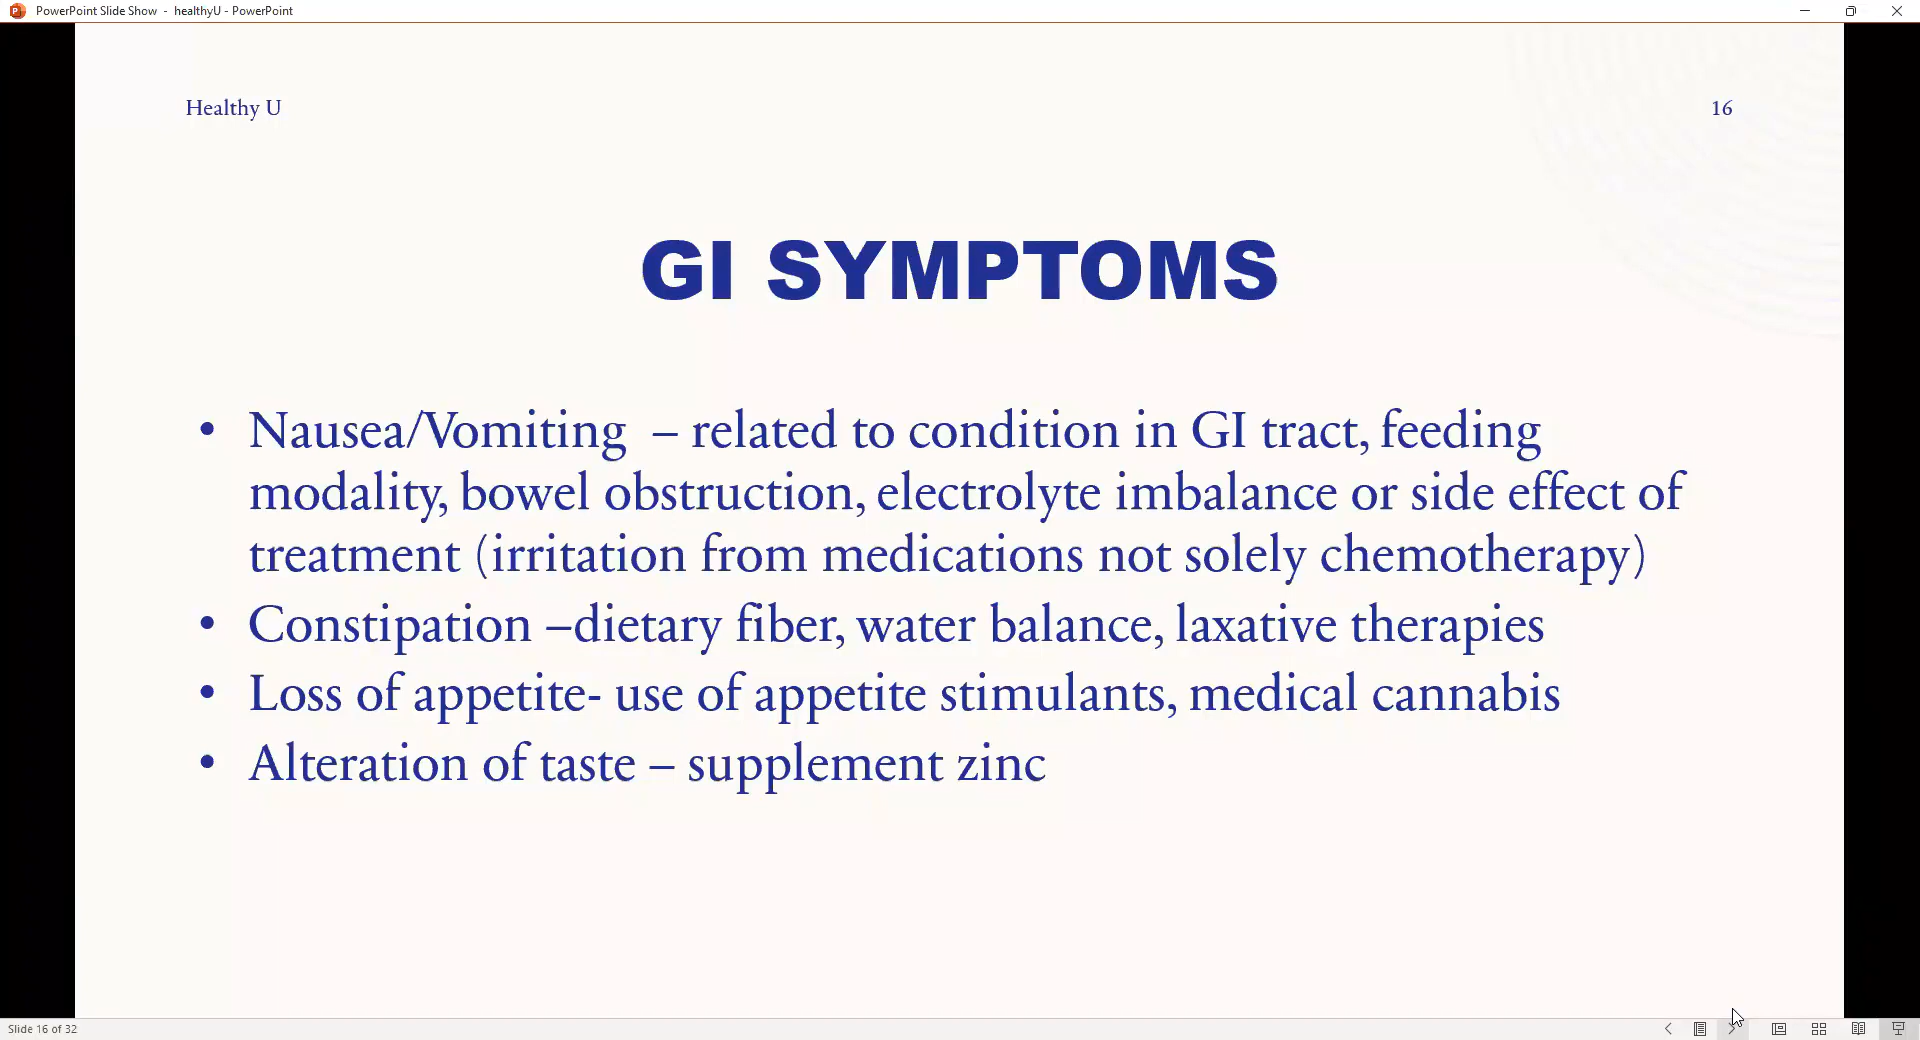 PowerPoint Slide Show - healthyU - PowerPoint
Healthy U
16
GI SYMPTOMS
• Nausea/Vomiting – related to condition in GI tract, feeding
modality, bowel obstruction, electrolyte imbalance or side effect of
treatment (irritation from medications not solely chemotherapy)
• Constipation –dietary fiber, water balance, laxative therapies
• Loss of appetite- use of appetite stimulants, medical cannabis
• Alteration of taste – supplement zinc
Slide 16 of 32